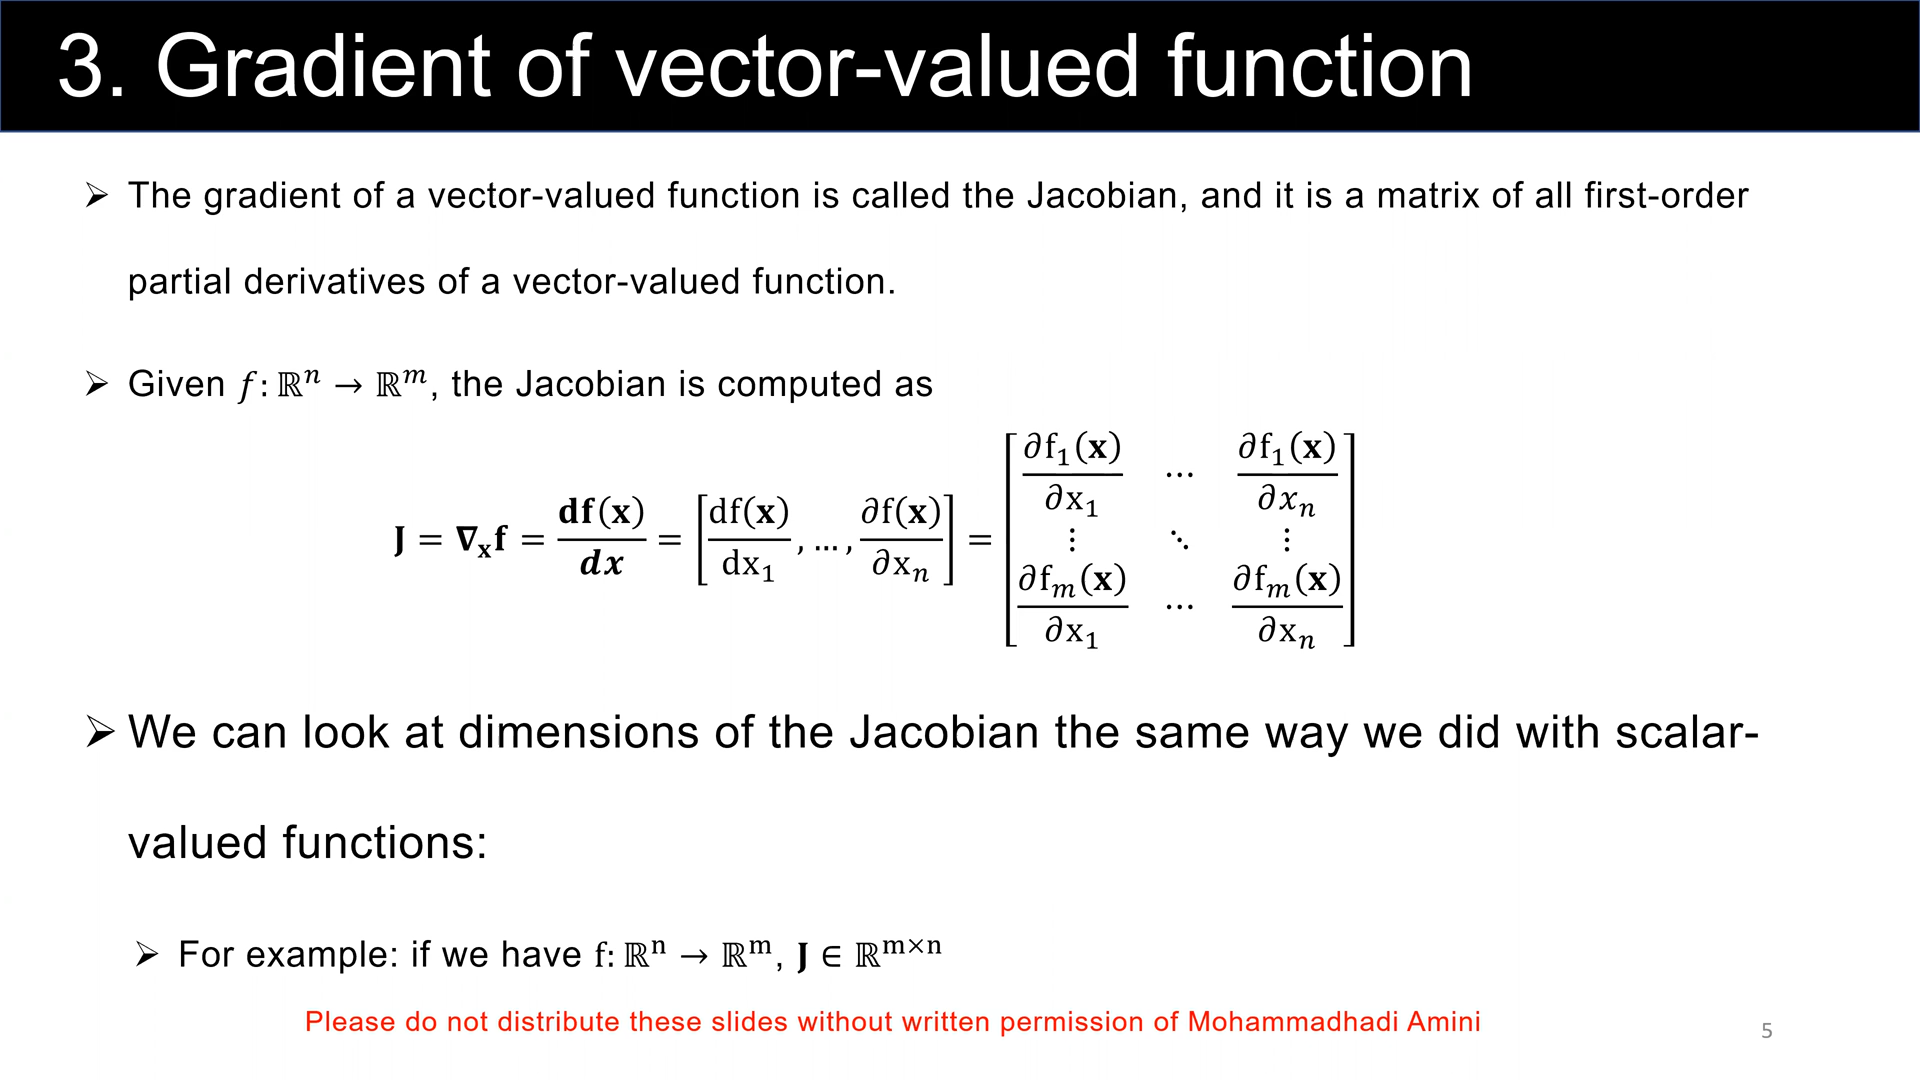 3. Gradient of vector-valued function
➢ The gradient of a vector-valued function is called the Jacobian, and it is a matrix of all first-order
partial derivatives of a vector-valued function.
➢ Given 𝑓: ℝⁿ → ℝᵐ, the Jacobian is computed as
𝐉 = 𝛁ₓ𝐟 = 𝐝𝐟(𝐱)/𝒅𝒙 = [df(𝐱)/dx₁, …, ∂f(𝐱)/∂xₙ] = [∂f₁(𝐱)/∂x₁ ⋯ ∂f₁(𝐱)/∂𝑥ₙ
⋮ ⋱ ⋮
∂fₘ(𝐱)/∂x₁ ⋯ ∂fₘ(𝐱)/∂xₙ]
➢ We can look at dimensions of the Jacobian the same way we did with scalar-
valued functions:
➢ For example: if we have f: ℝⁿ → ℝᵐ, 𝐉 ∈ ℝᵐˣⁿ
Please do not distribute these slides without written permission of Mohammadhadi Amini
5